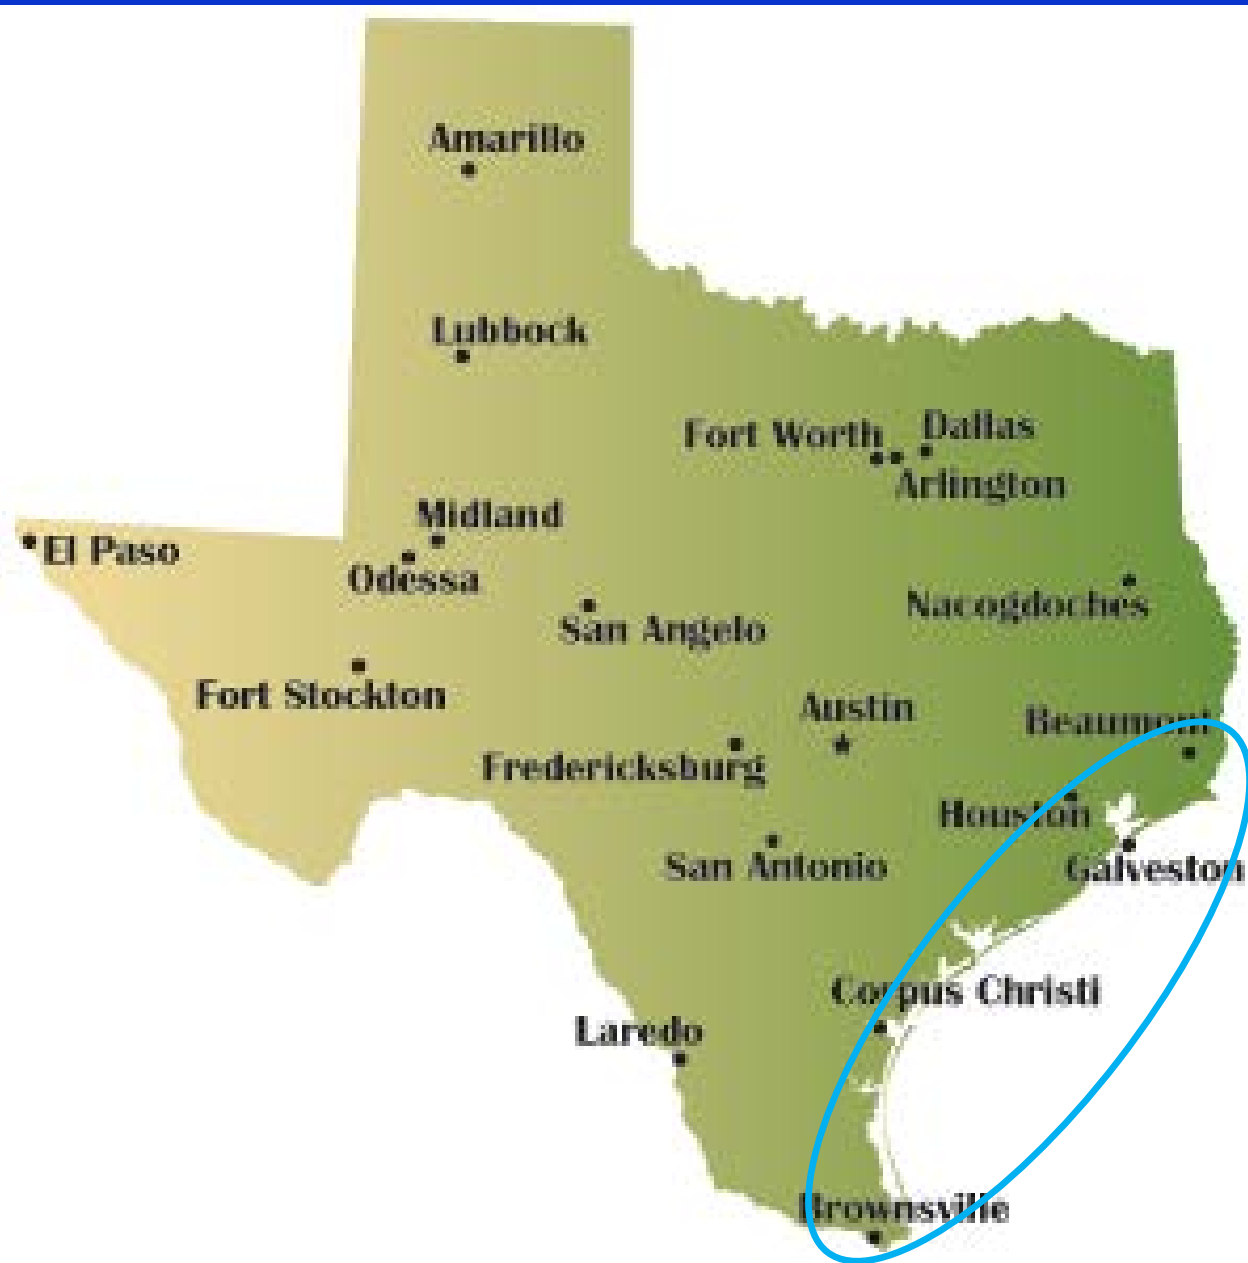 Amarillo
Lubbock
Fort Worth
Dallas
Arlington
Midland
El Paso
Odessa
Nacogdoches
San Angelo
Fort Stockton
Austin
Beaumont
Fredericksburg
Houston
San Antonio
Galveston
Corpus Christi
Laredo
Brownsville